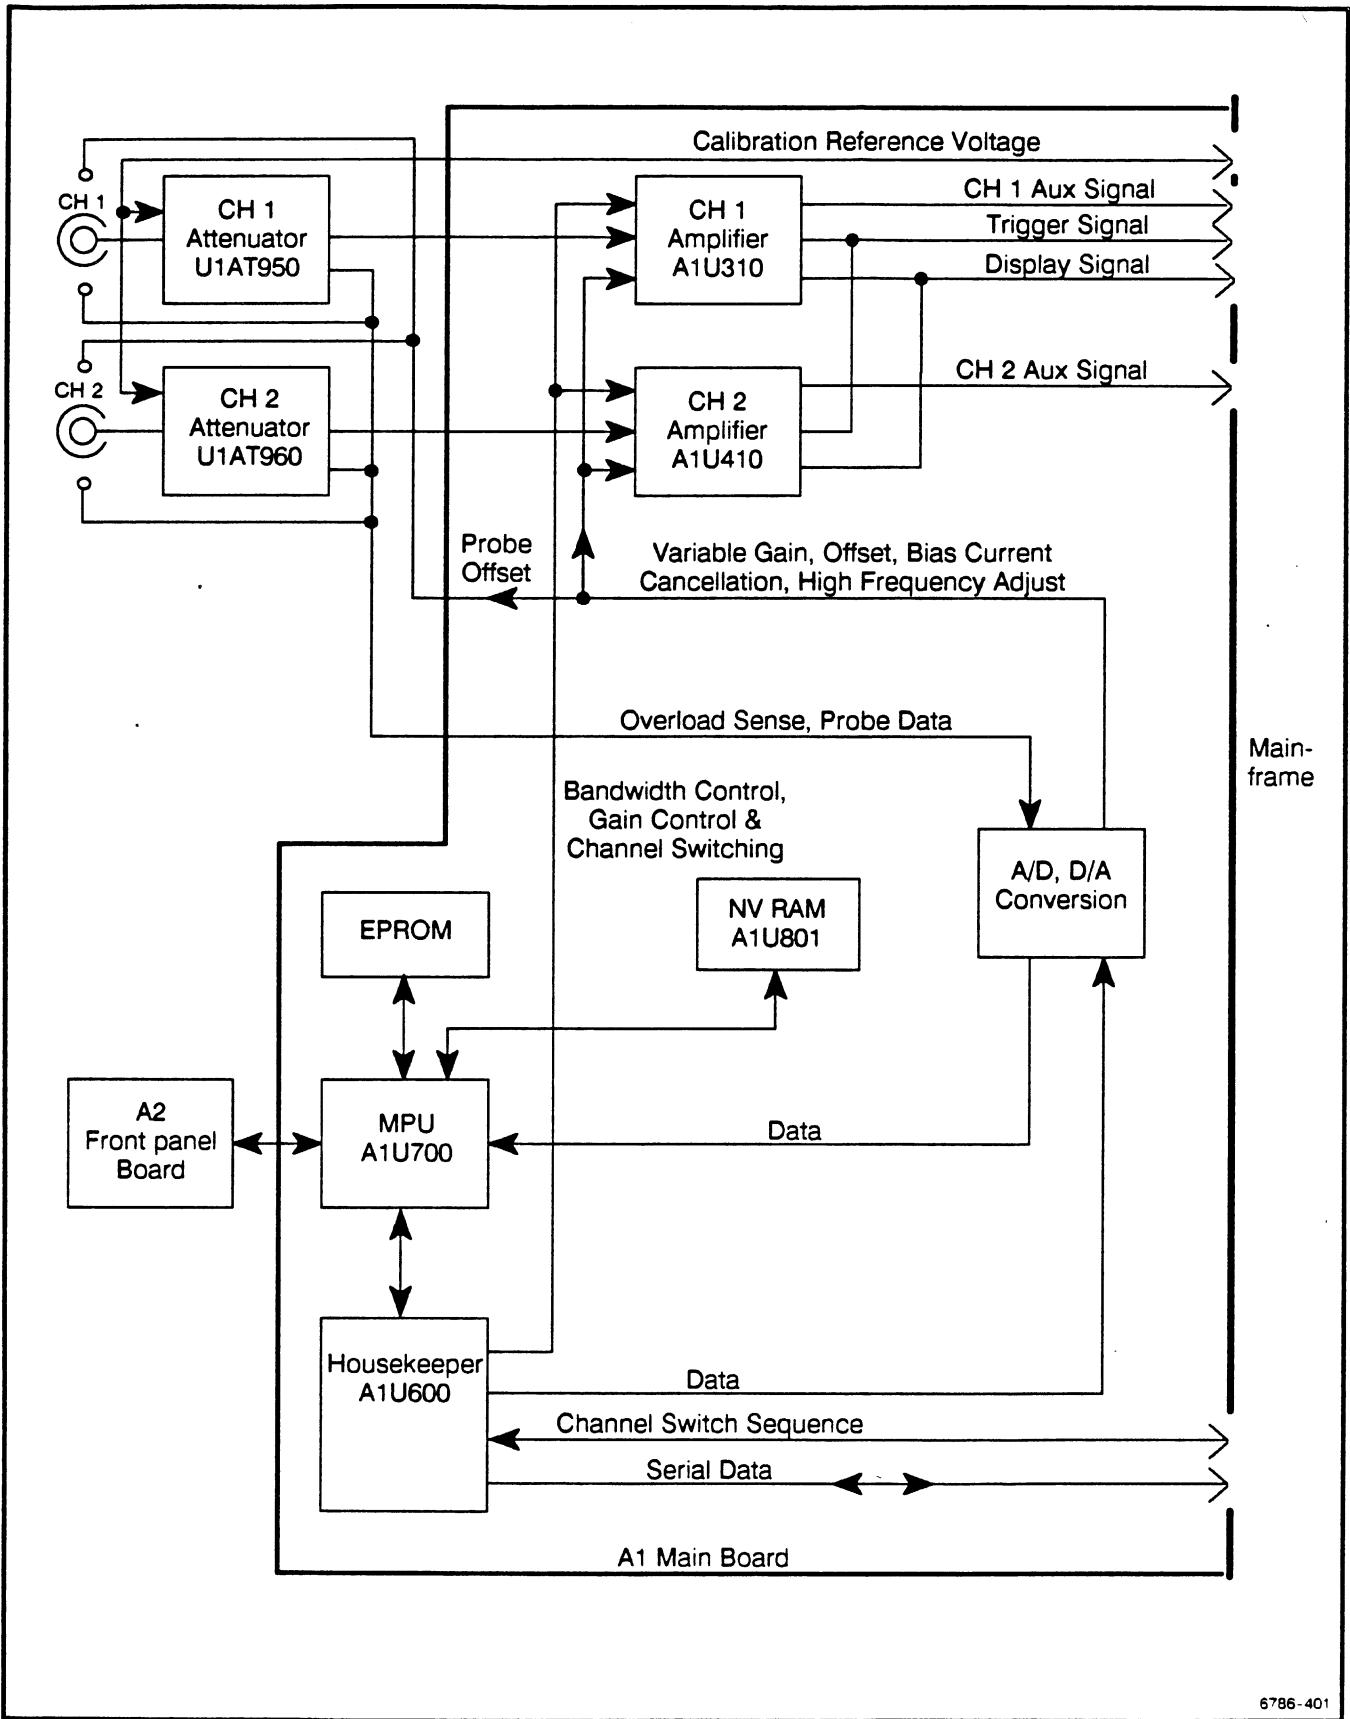 Calibration Reference Voltage
CH 1
CH 1
Attenuator
U1AT950
CH 1
Amplifier
A1U310
CH 1 Aux Signal
Trigger Signal
Display Signal
CH 2
CH 2
Attenuator
U1AT960
CH 2
Amplifier
A1U410
CH 2 Aux Signal
Probe
Offset
Variable Gain, Offset, Bias Current
Cancellation, High Frequency Adjust
Overload Sense, Probe Data
Main-
frame
Bandwidth Control,
Gain Control &
Channel Switching
A/D, D/A
Conversion
EPROM
NV RAM
A1U801
A2
Front panel
Board
MPU
A1U700
Data
Housekeeper
A1U600
Data
Channel Switch Sequence
Serial Data
A1 Main Board
6786-401